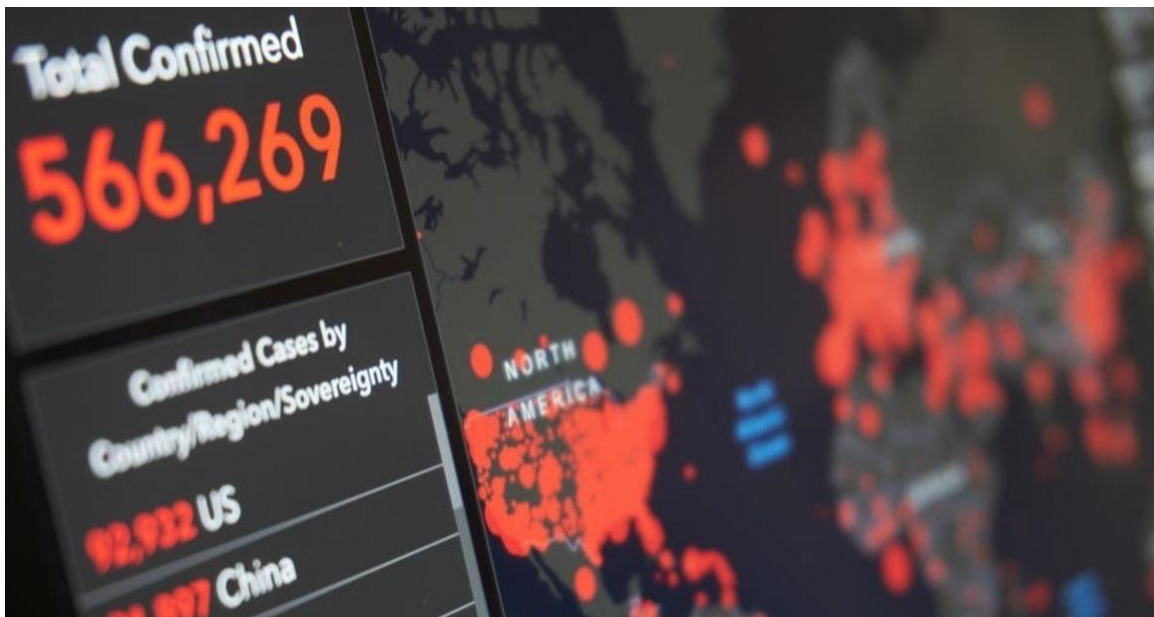 Total Confirmed
566,269
Confirmed Cases by
Country/Region/Sovereignty
92,932 US
China
NORTH
AMERICA